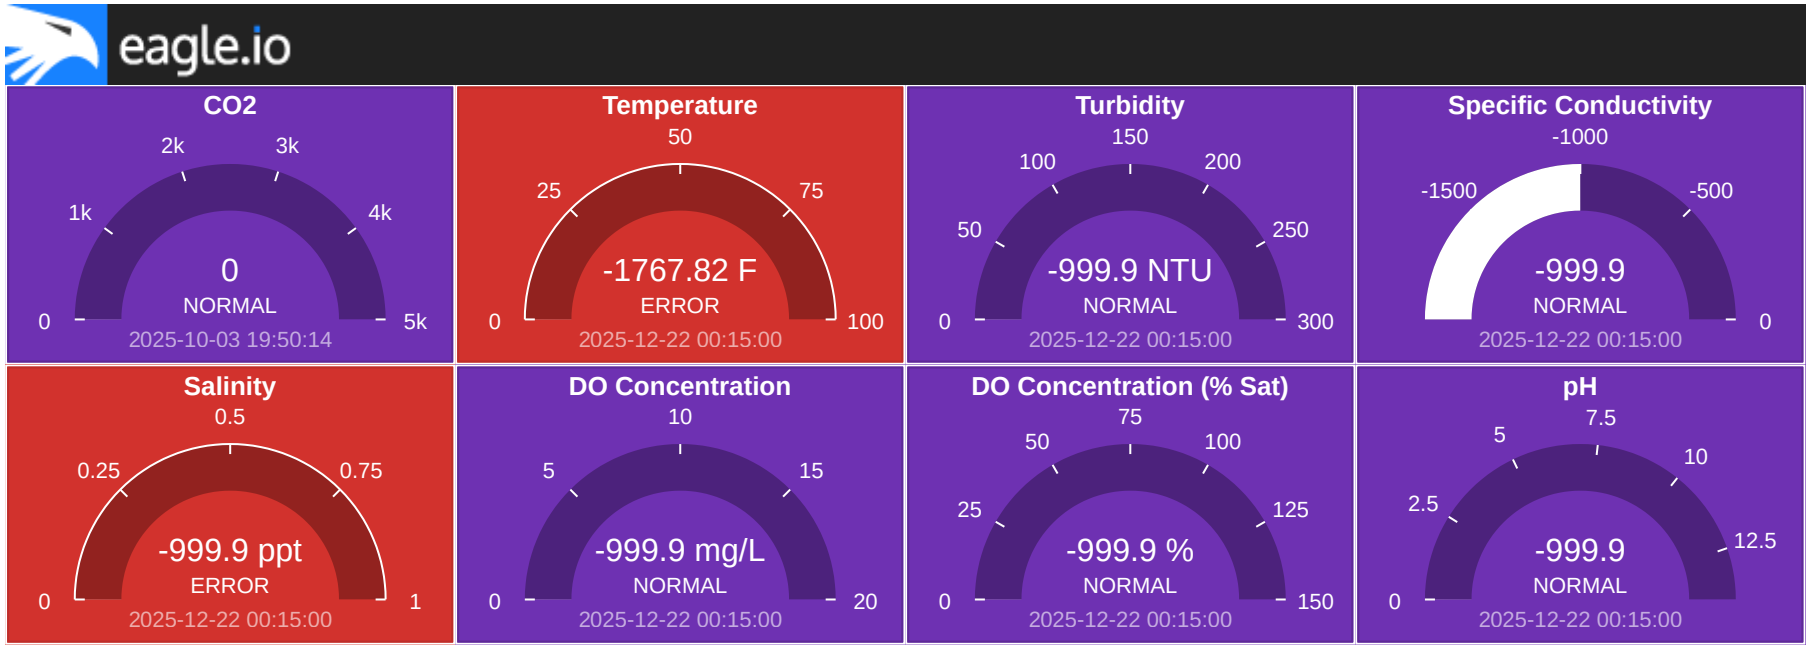 eagle.io
CO2
2k 3k
1k 4k
0
NORMAL
0 5k
2025-10-03 19:50:14
Temperature
50
25 75
-1767.82 F
ERROR
0 100
2025-12-22 00:15:00
Turbidity
150
100 200
50 250
-999.9 NTU
NORMAL
0 300
2025-12-22 00:15:00
Specific Conductivity
-1000
-1500 -500
-999.9
NORMAL
0
2025-12-22 00:15:00
Salinity
0.5
0.25 0.75
-999.9 ppt
ERROR
0 1
2025-12-22 00:15:00
DO Concentration
10
5 15
-999.9 mg/L
NORMAL
0 20
2025-12-22 00:15:00
DO Concentration (% Sat)
75
50 100
25 125
-999.9 %
NORMAL
0 150
2025-12-22 00:15:00
pH
7.5
5 10
2.5 12.5
-999.9
NORMAL
0
2025-12-22 00:15:00